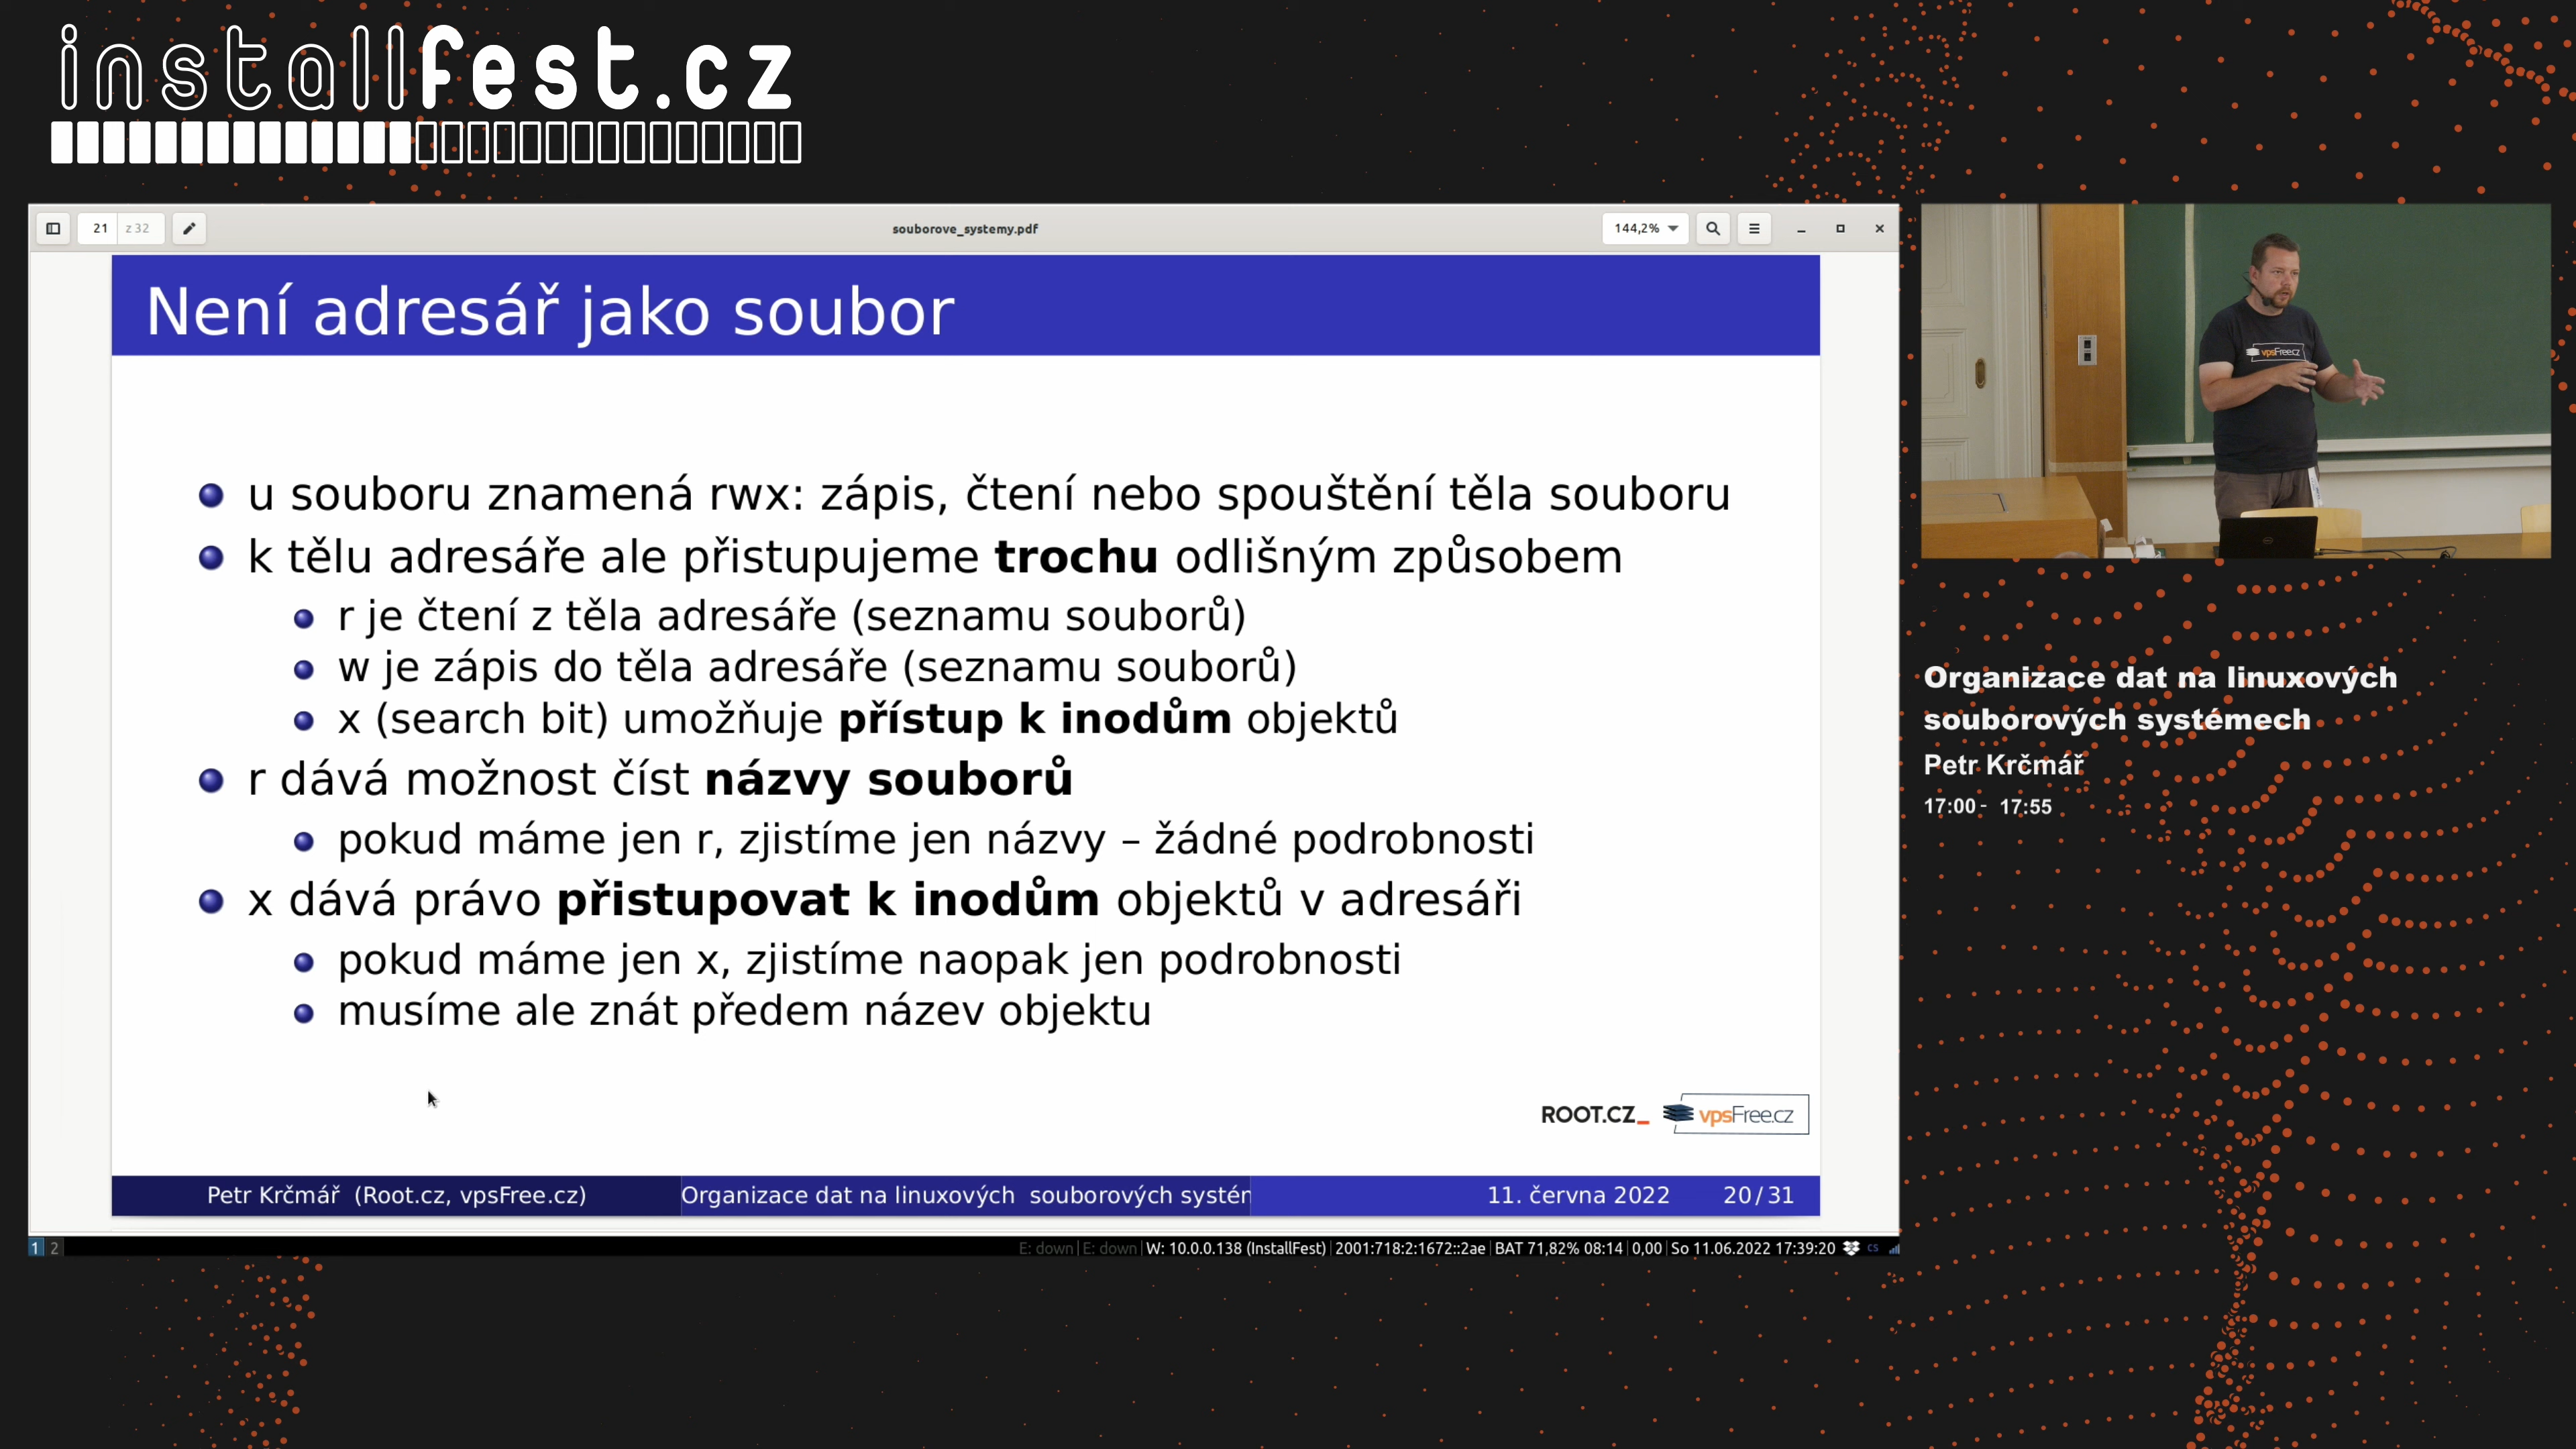 installfest.cz
21 z 32
souborove_systemy.pdf
144,2%
Není adresář jako soubor
u souboru znamená rwx: zápis, čtení nebo spouštění těla souboru
k tělu adresáře ale přistupujeme trochu odlišným způsobem
r je čtení z těla adresáře (seznamu souborů)
w je zápis do těla adresáře (seznamu souborů)
x (search bit) umožňuje přístup k inodům objektů
r dává možnost číst názvy souborů
pokud máme jen r, zjistíme jen názvy – žádné podrobnosti
x dává právo přistupovat k inodům objektů v adresáři
pokud máme jen x, zjistíme naopak jen podrobnosti
musíme ale znát předem název objektu
ROOT.CZ_ vpsFree.cz
Petr Krčmář (Root.cz, vpsFree.cz) Organizace dat na linuxových souborových systém 11. června 2022 20/31
1 2 E: down | E: down | W: 10.0.0.138 (InstallFest) | 2001:718:2:1672::2ae | BAT 71,82% 08:14 | 0,00 | So 11.06.2022 17:39:20 cs
vpsFree.cz
Organizace dat na linuxových
souborových systémech
Petr Krčmář
17:00 - 17:55